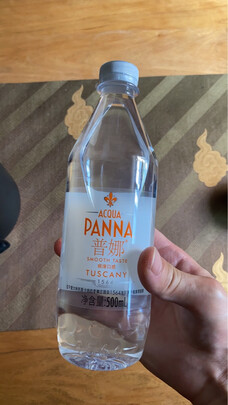 ACQUA
PANNA
普娜
SMOOTH TASTE
TUSCANY
净含量:500mL